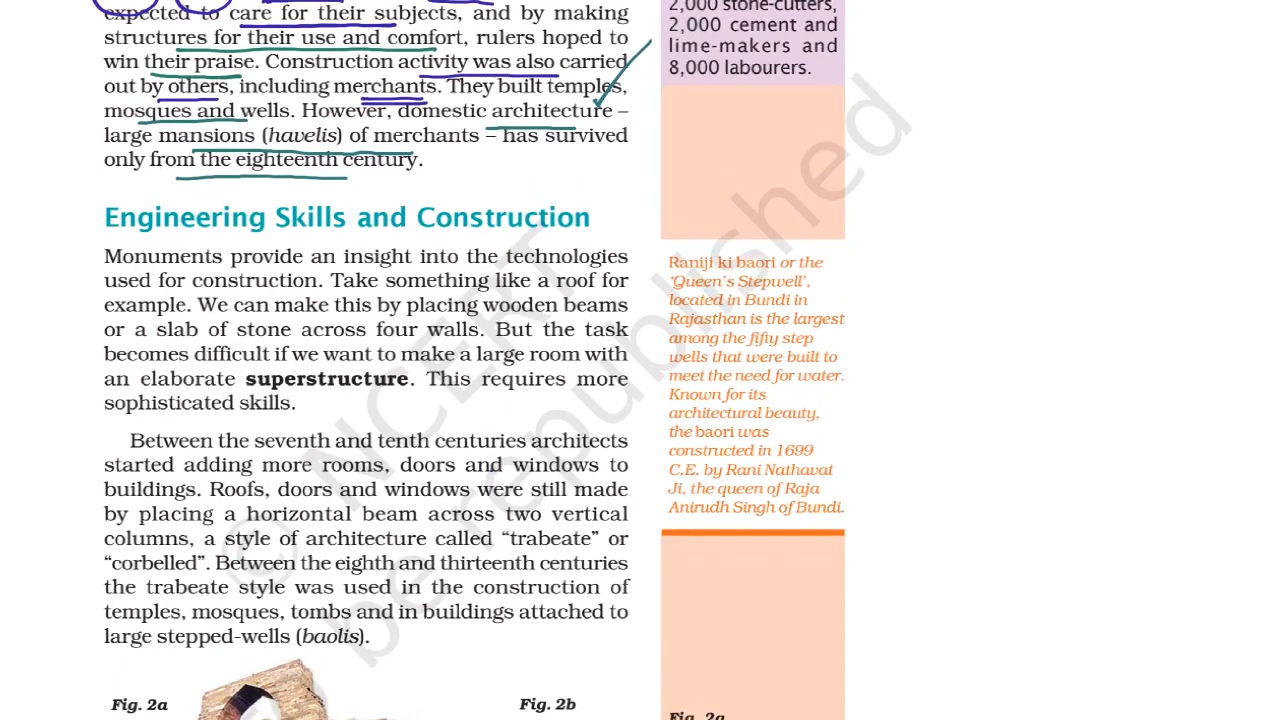 expected to care for their subjects, and by making
structures for their use and comfort, rulers hoped to
win their praise. Construction activity was also carried
out by others, including merchants. They built temples,
mosques and wells. However, domestic architecture –
large mansions (havelis) of merchants – has survived
only from the eighteenth century.
Engineering Skills and Construction
Monuments provide an insight into the technologies
used for construction. Take something like a roof for
example. We can make this by placing wooden beams
or a slab of stone across four walls. But the task
becomes difficult if we want to make a large room with
an elaborate superstructure. This requires more
sophisticated skills.
Between the seventh and tenth centuries architects
started adding more rooms, doors and windows to
buildings. Roofs, doors and windows were still made
by placing a horizontal beam across two vertical
columns, a style of architecture called “trabeate” or
“corbelled”. Between the eighth and thirteenth centuries
the trabeate style was used in the construction of
temples, mosques, tombs and in buildings attached to
large stepped-wells (baolis).
Fig. 2a
Fig. 2b
2,000 stone-cutters,
2,000 cement and
lime-makers and
8,000 labourers.
Raniji ki baori or the
‘Queen’s Stepwell’,
located in Bundi in
Rajasthan is the largest
among the fifty step
wells that were built to
meet the need for water.
Known for its
architectural beauty,
the baori was
constructed in 1699
C.E. by Rani Nathavat
Ji, the queen of Raja
Anirudh Singh of Bundi.
Fig. 2a
© NCERT
be republished